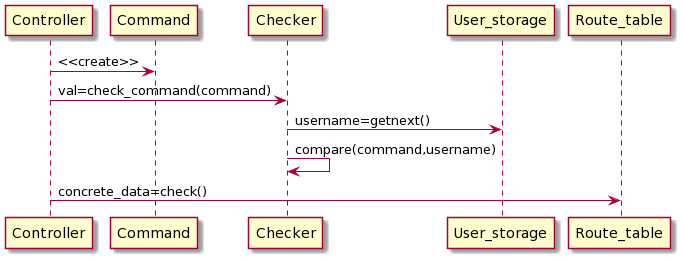 Controller Command Checker User_storage Route_table
<<create>>
val=check_command(command)
username=getnext()
compare(command,username)
concrete_data=check()
Controller Command Checker User_storage Route_table